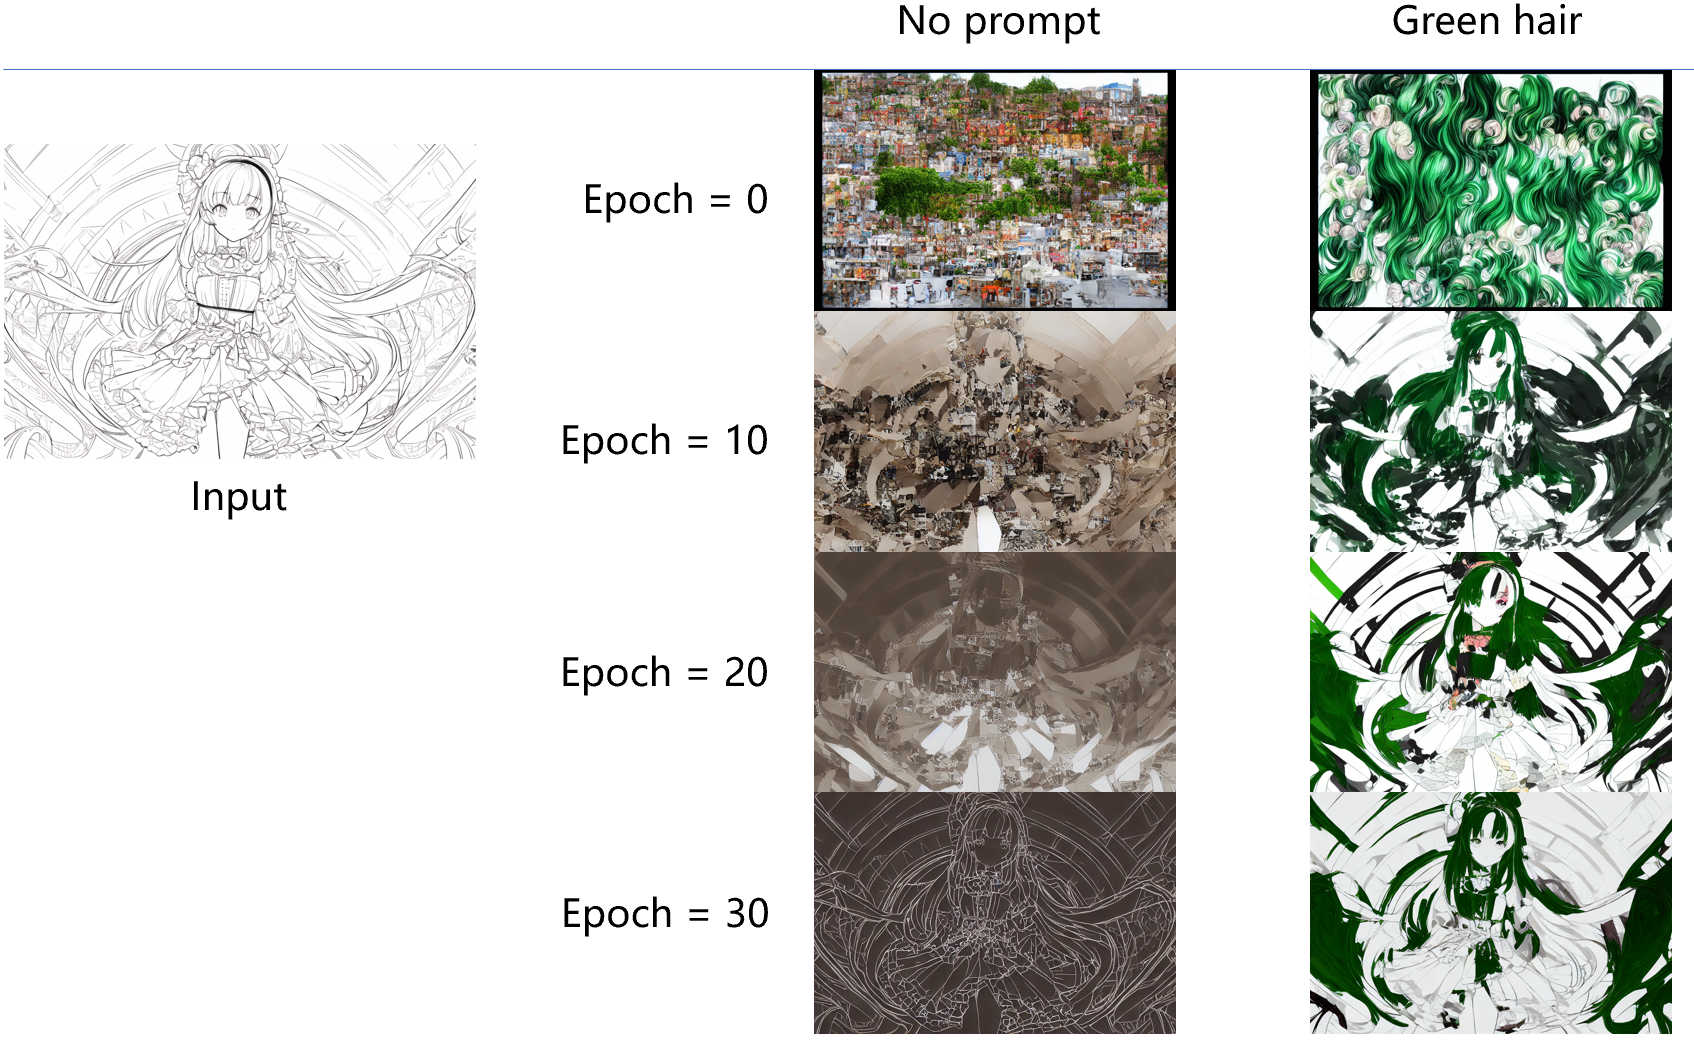 No prompt
Green hair
Epoch = 0
Input
Epoch = 10
Epoch = 20
Epoch = 30